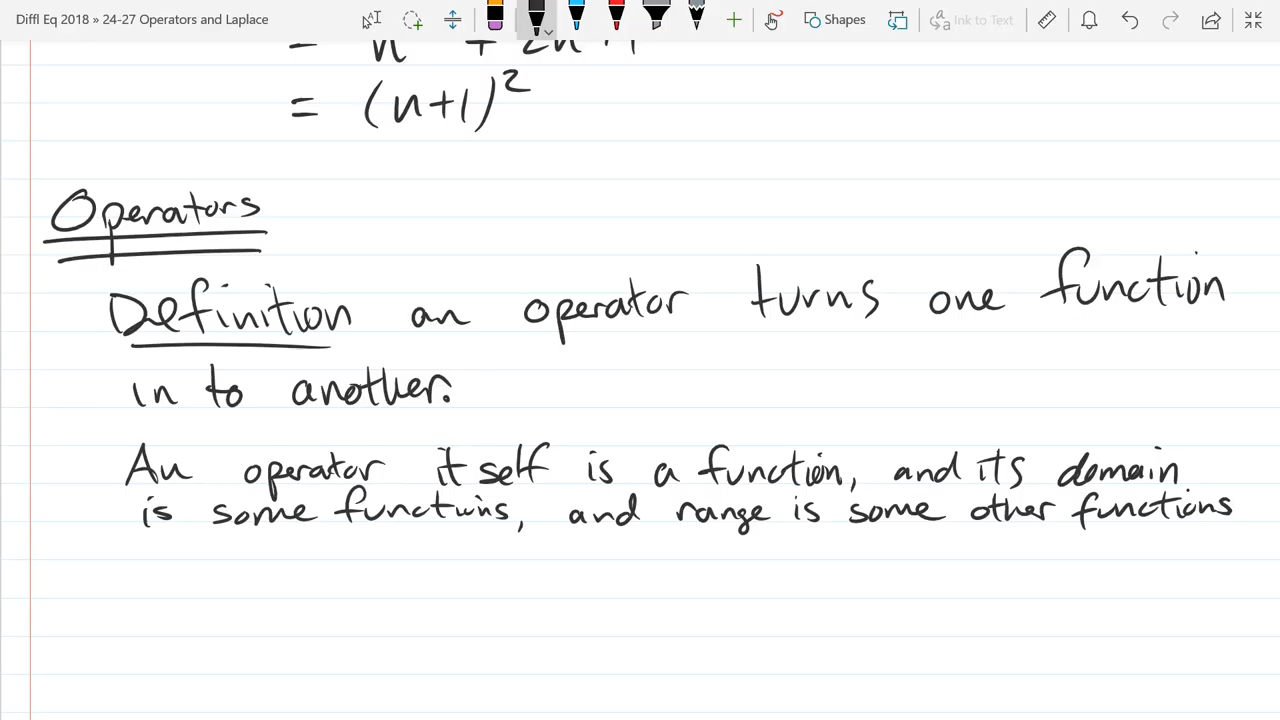 Diffl Eq 2018 » 24-27 Operators and Laplace
Shapes
Ink to Text
= n + 2n + 1
= (n+1)²
Operators
Definition an operator turns one function
in to another.
An operator itself is a function, and its domain
is some functions, and range is some other functions